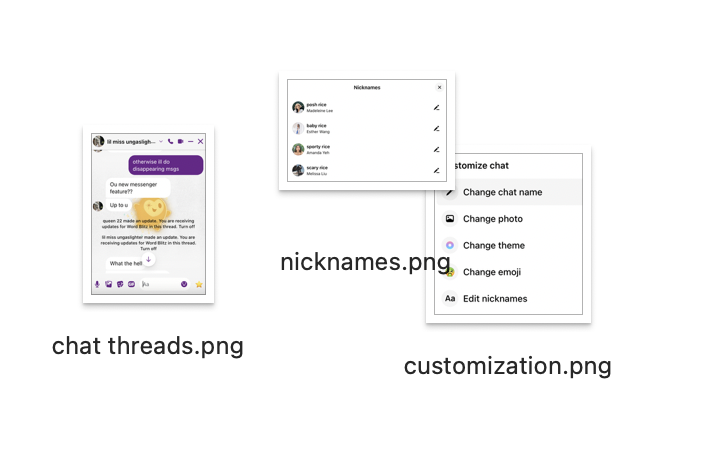 lil miss ungaslighte...
otherwise ill do
disappearing msgs
Ou new messenger
feature??
Up to u
queen 22 made an update. You are receiving
updates for Word Blitz in this thread. Turn off
lil miss ungaslighter made an update. You are
receiving updates for Word Blitz in this thread.
Turn off
What the hell
Aa
chat threads.png
Nicknames
posh rice
Madeleine Lee
baby rice
Esther Wang
sporty rice
Amanda Yeh
scary rice
Melissa Liu
nicknames.png
stomize chat
Change chat name
Change photo
Change theme
Change emoji
Aa Edit nicknames
customization.png